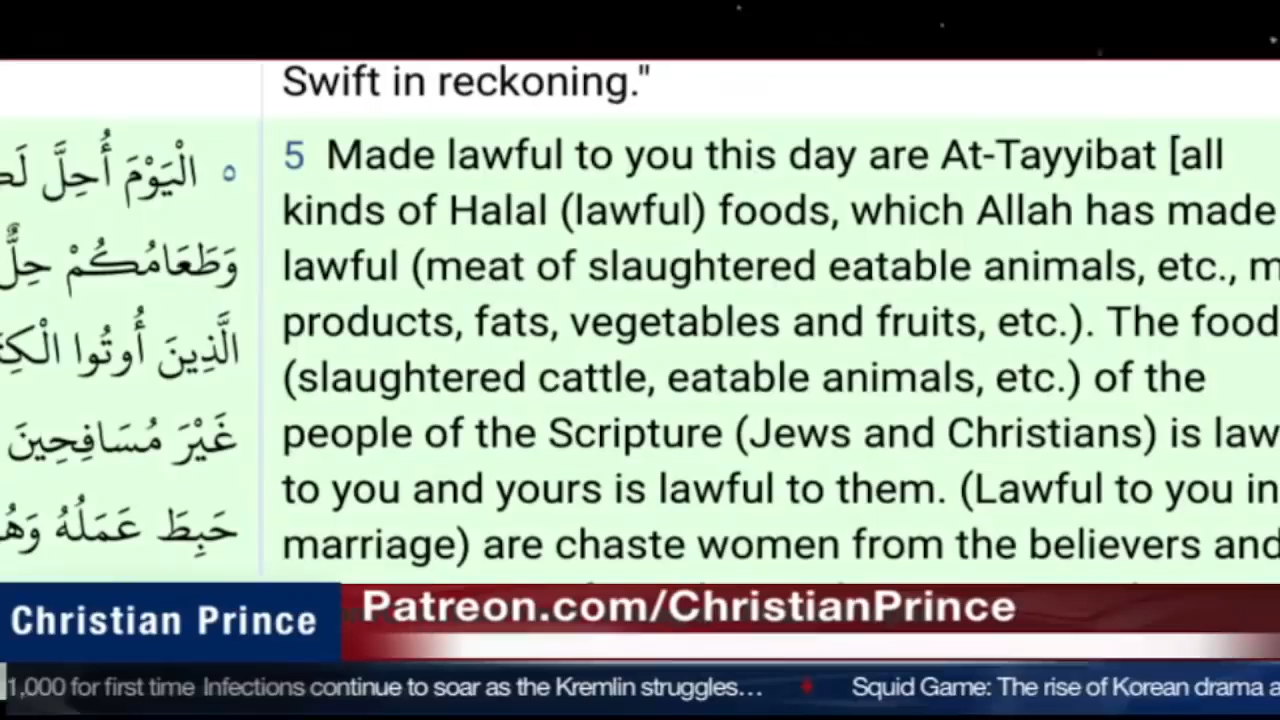 Swift in reckoning."
٥ الْيَوْمَ أُحِلَّ
5 Made lawful to you this day are At-Tayyibat [all
kinds of Halal (lawful) foods, which Allah has made
وَطَعَامُكُمْ حِلٌّ
lawful (meat of slaughtered eatable animals, etc., m
products, fats, vegetables and fruits, etc.). The food
الَّذِينَ أُوتُوا
(slaughtered cattle, eatable animals, etc.) of the
غَيْرَ مُسَافِحِينَ
people of the Scripture (Jews and Christians) is law
to you and yours is lawful to them. (Lawful to you in
حَبِطَ عَمَلُهُ
marriage) are chaste women from the believers and
Christian Prince
Patreon.com/ChristianPrince
1,000 for first time Infections continue to soar as the Kremlin struggles... Squid Game: The rise of Korean drama a